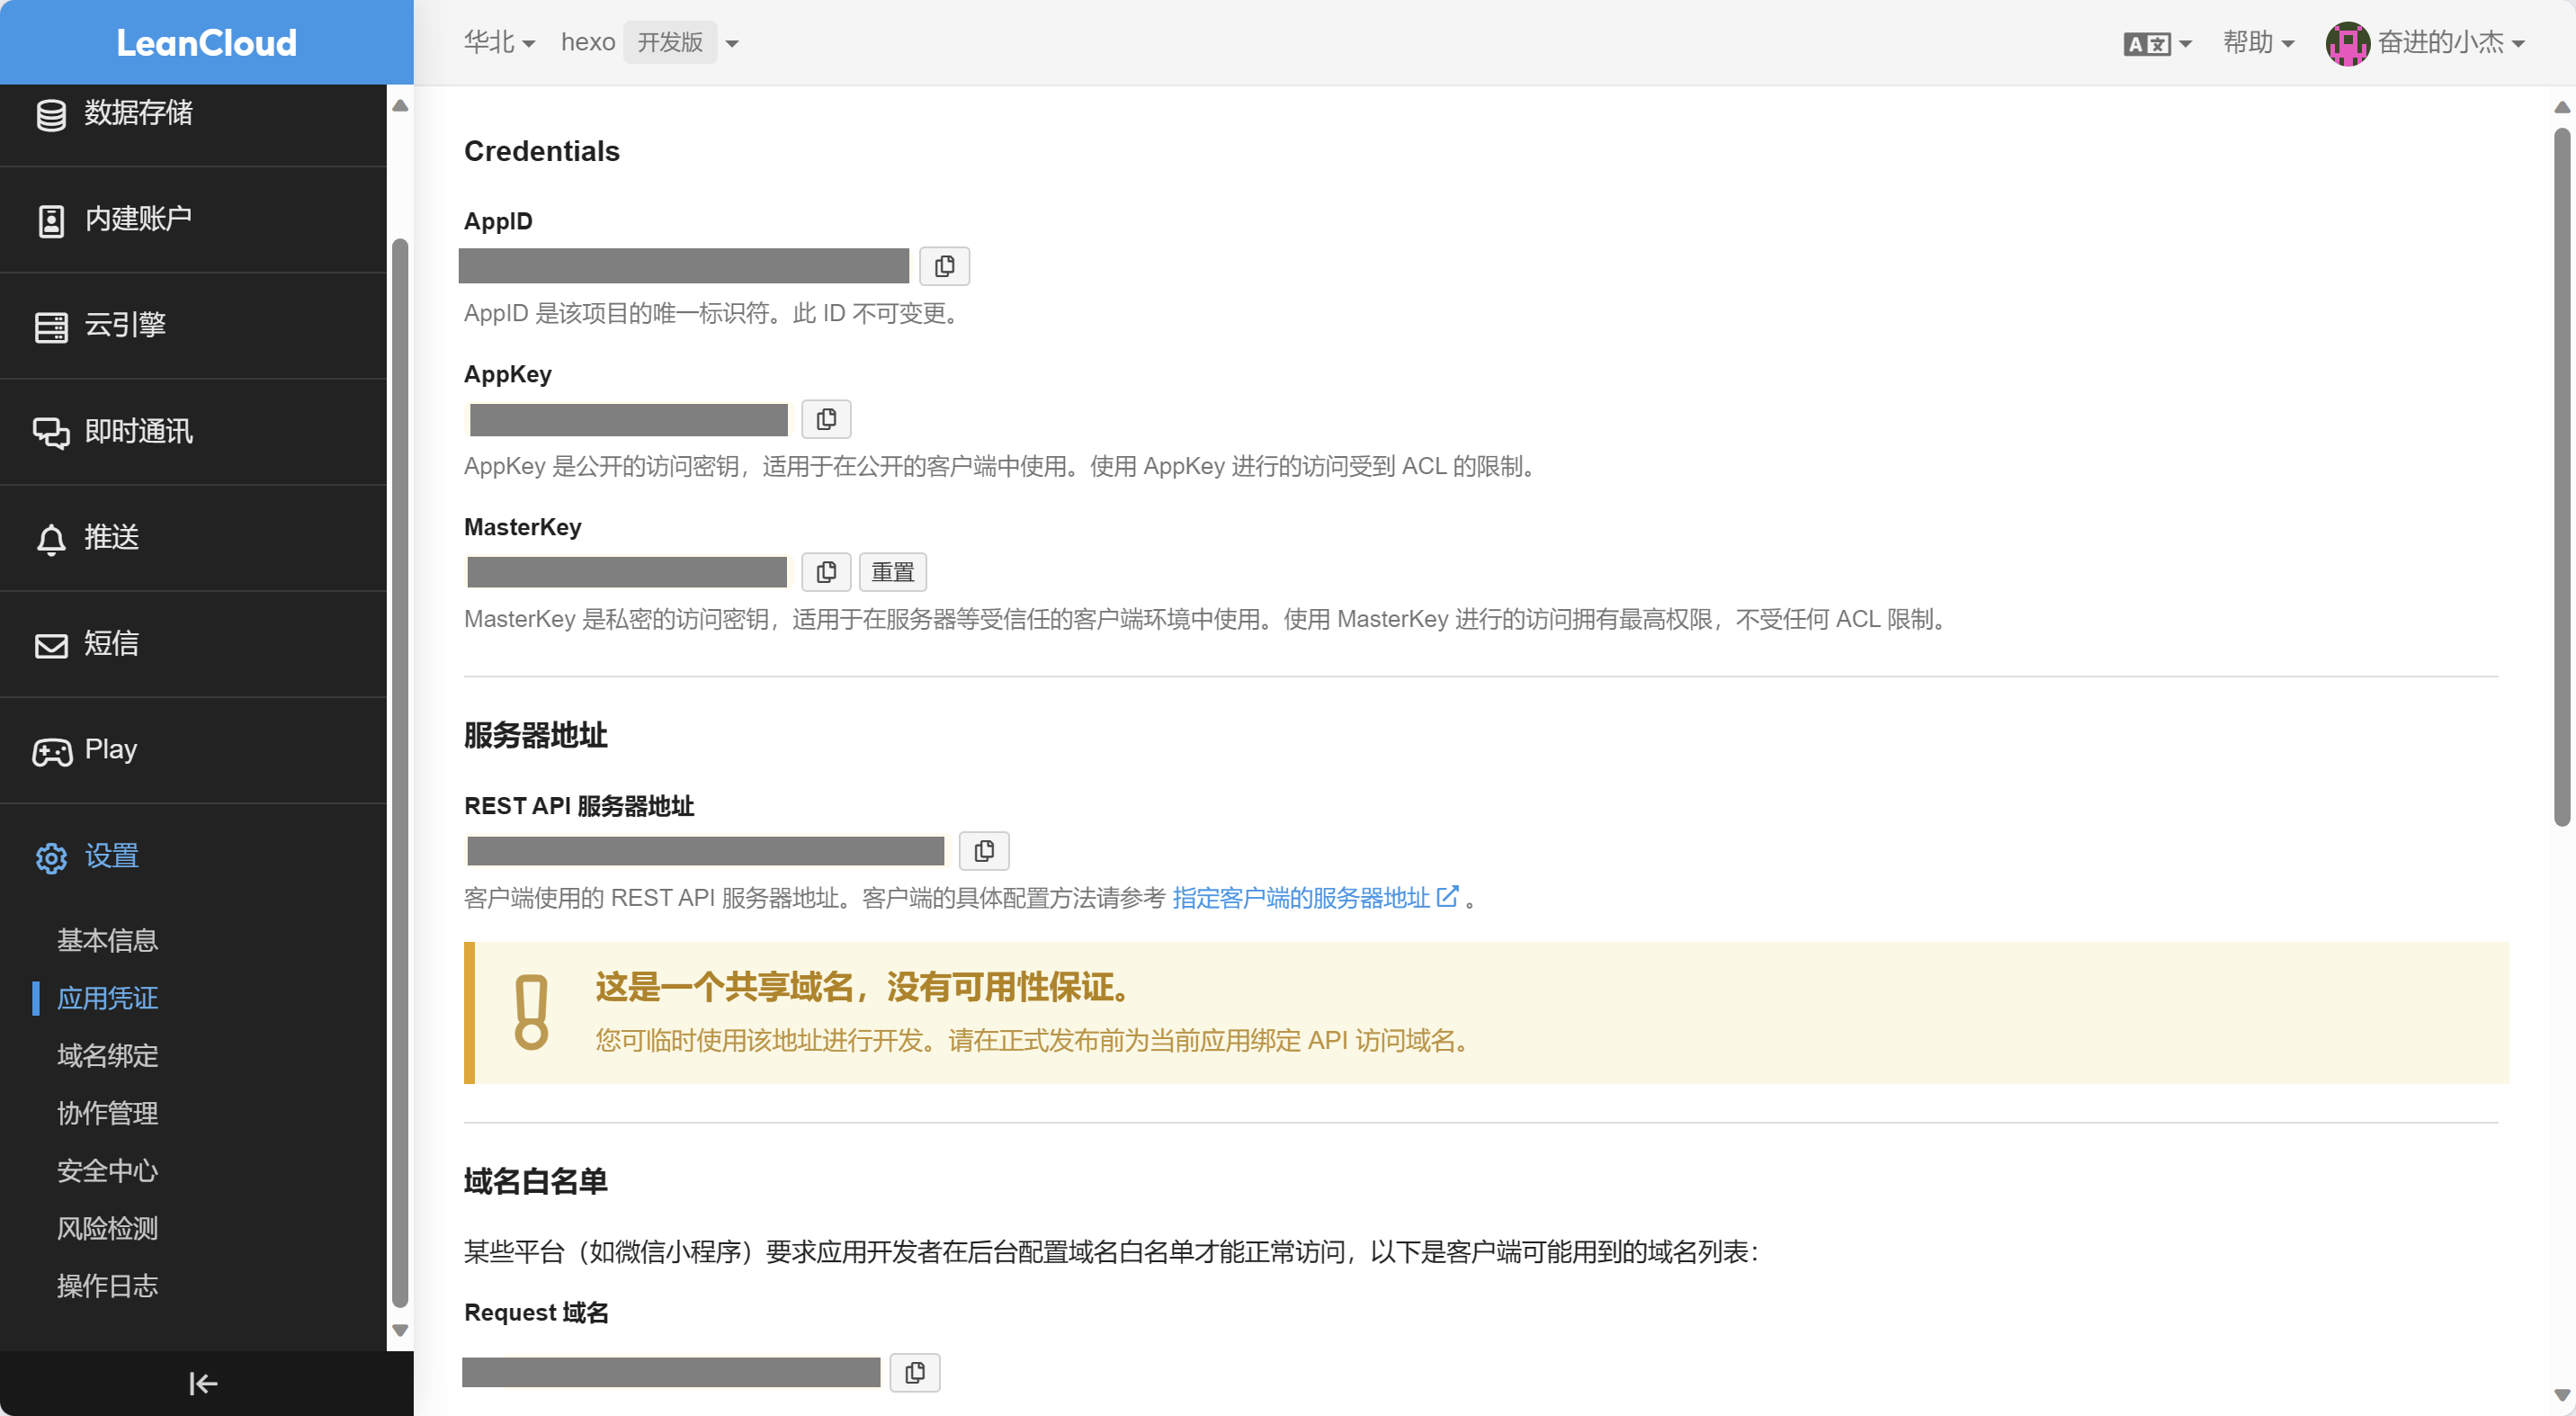 LeanCloud
华北
hexo
开发版
帮助
奋进的小杰
数据存储
内建账户
云引擎
即时通讯
推送
短信
Play
设置
基本信息
应用凭证
域名绑定
协作管理
安全中心
风险检测
操作日志
Credentials
AppID
AppID 是该项目的唯一标识符。此 ID 不可变更。
AppKey
AppKey 是公开的访问密钥，适用于在公开的客户端中使用。使用 AppKey 进行的访问受到 ACL 的限制。
MasterKey
重置
MasterKey 是私密的访问密钥，适用于在服务器等受信任的客户端环境中使用。使用 MasterKey 进行的访问拥有最高权限，不受任何 ACL 限制。
服务器地址
REST API 服务器地址
客户端使用的 REST API 服务器地址。客户端的具体配置方法请参考 指定客户端的服务器地址 。
这是一个共享域名，没有可用性保证。
您可临时使用该地址进行开发。请在正式发布前为当前应用绑定 API 访问域名。
域名白名单
某些平台（如微信小程序）要求应用开发者在后台配置域名白名单才能正常访问，以下是客户端可能用到的域名列表：
Request 域名